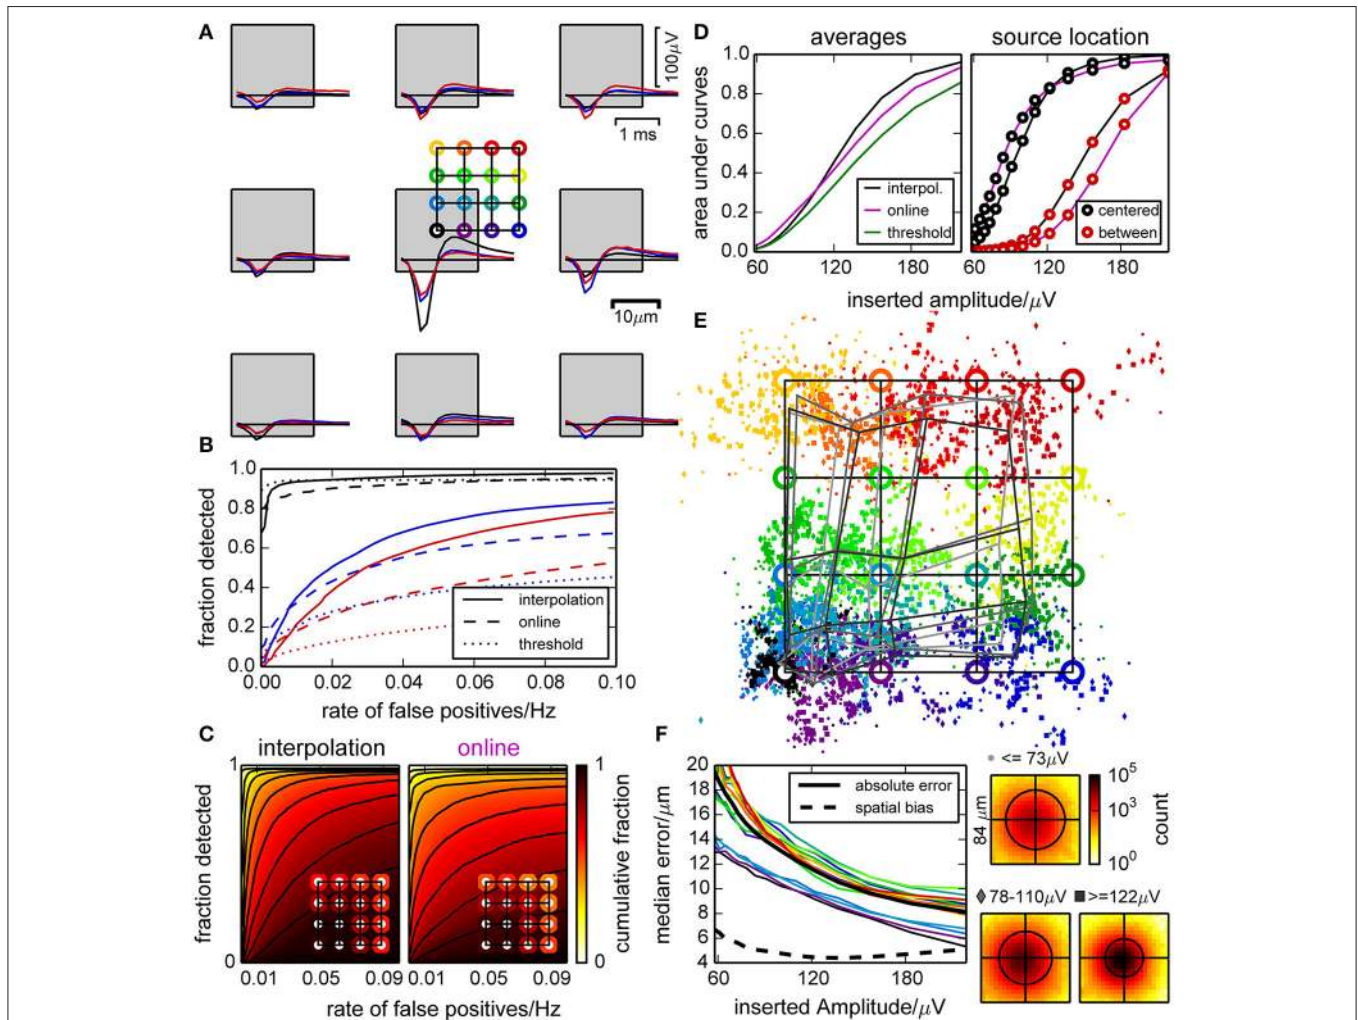 A
100μV
1 ms
10μm
B
fraction detected
1.0
0.8
0.6
0.4
0.2
0.0
interpolation
online
threshold
0.00 0.02 0.04 0.06 0.08 0.10
rate of false positives/Hz
C
interpolation
online
fraction detected
1
0
0.01 0.05 0.09
0.01 0.05 0.09
rate of false positives/Hz
1
0
cumulative fraction
D
averages
source location
area under curves
1.0
0.8
0.6
0.4
0.2
0.0
interpol.
online
threshold
centered
between
60 120 180
60 120 180
inserted amplitude/μV
E
F
median error/μm
20
18
16
14
12
10
9
8
6
4
absolute error
spatial bias
60 120 180
inserted Amplitude/μV
<= 73μV
84 μm
10^5
10^3
10^0
count
78-110μV
>=122μV